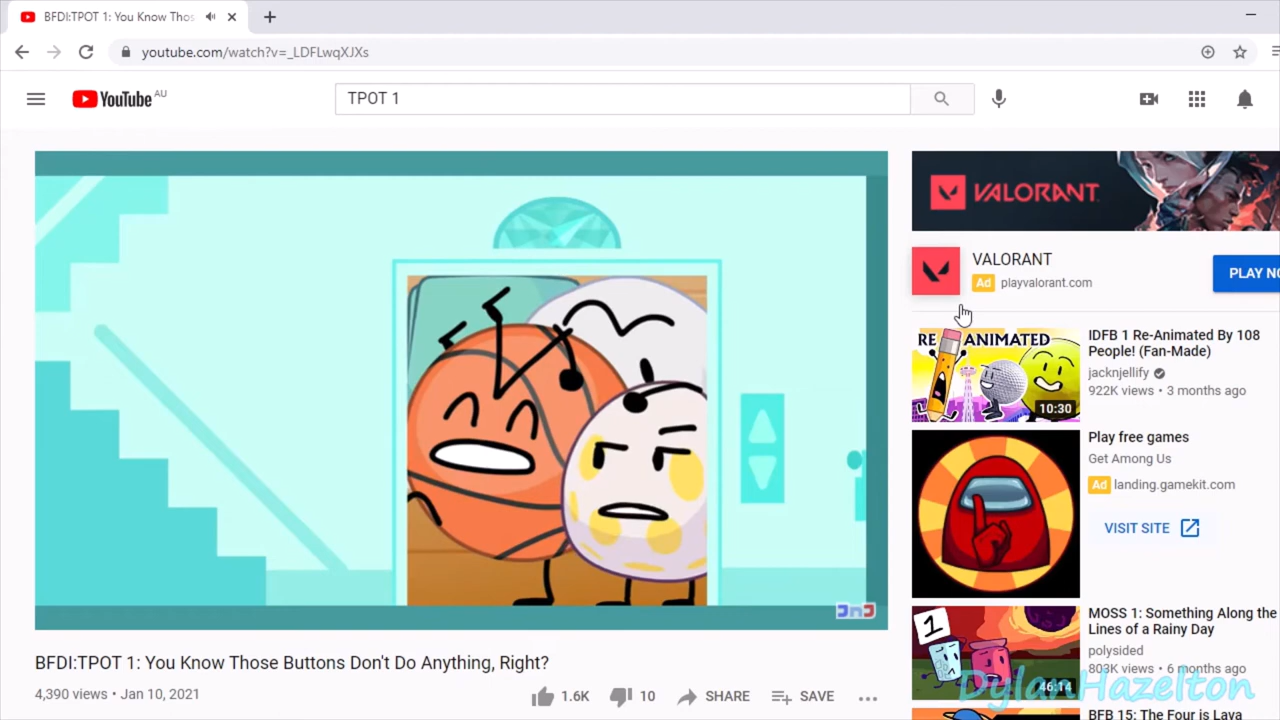 BFDI:TPOT 1: You Know Thos
youtube.com/watch?v=_LDFLwqXJXs
YouTube AU
TPOT 1
VALORANT
VALORANT
Ad playvalorant.com
PLAY NO
RE ANIMATED
10:30
IDFB 1 Re-Animated By 108
People! (Fan-Made)
jacknjellify
922K views • 3 months ago
Play free games
Get Among Us
Ad landing.gamekit.com
VISIT SITE
1
46:14
MOSS 1: Something Along the
Lines of a Rainy Day
polysided
803K views • 6 months ago
BFB 15: The Four is Lava
BFDI:TPOT 1: You Know Those Buttons Don't Do Anything, Right?
4,390 views • Jan 10, 2021
1.6K
10
SHARE
SAVE
DylanHazelton